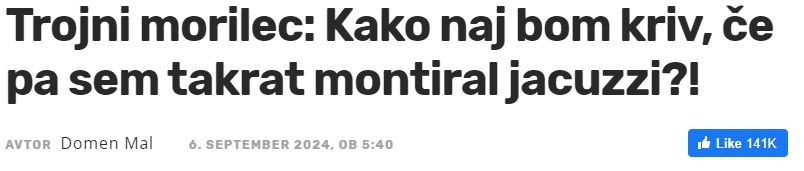 Trojni morilec: Kako naj bom kriv, če
pa sem takrat montiral jacuzzi?!
AVTOR Domen Mal 6. SEPTEMBER 2024, OB 5:40 Like 141K